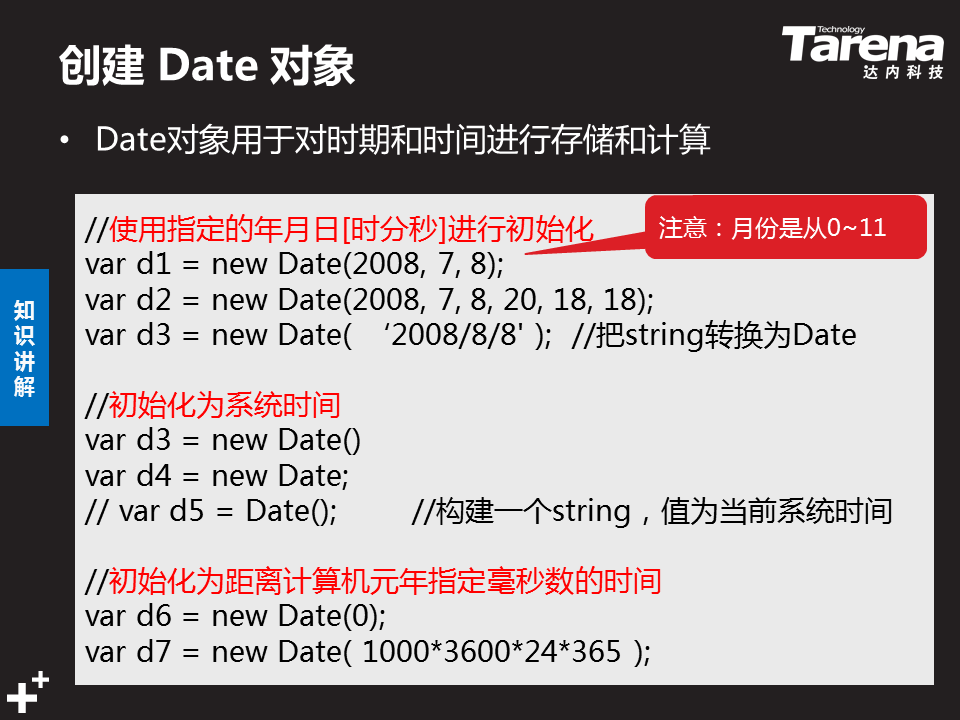 创建 Date 对象
Technology
Tarena
达内科技
• Date对象用于对时期和时间进行存储和计算
//使用指定的年月日[时分秒]进行初始化
注意：月份是从0~11
var d1 = new Date(2008, 7, 8);
var d2 = new Date(2008, 7, 8, 20, 18, 18);
var d3 = new Date( ‘2008/8/8' ); //把string转换为Date
//初始化为系统时间
var d3 = new Date()
var d4 = new Date;
// var d5 = Date(); //构建一个string，值为当前系统时间
//初始化为距离计算机元年指定毫秒数的时间
var d6 = new Date(0);
var d7 = new Date( 1000*3600*24*365 );
知识讲解